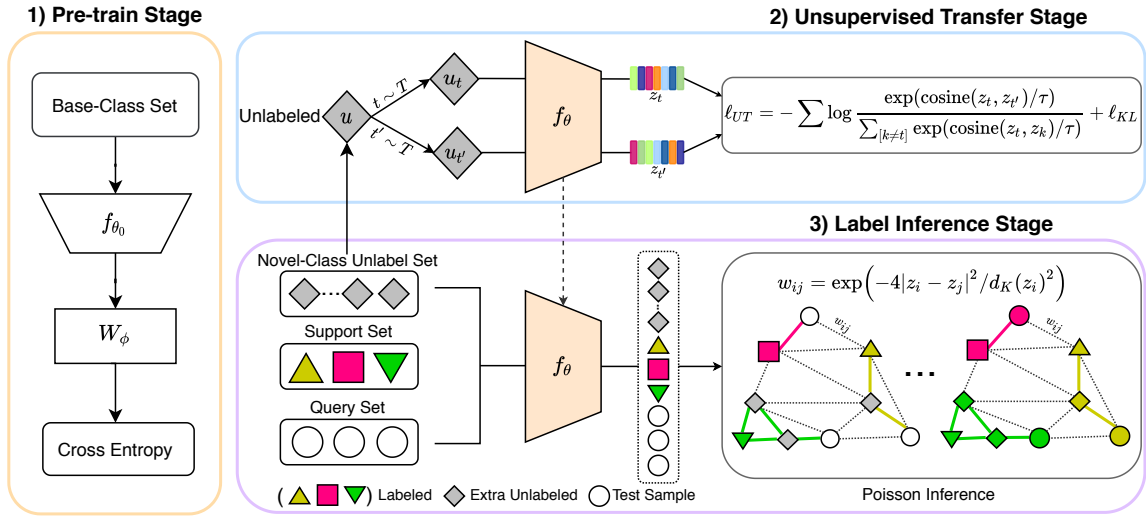 1) Pre-train Stage
Base-Class Set
f_{θ_0}
W_ϕ
Cross Entropy
2) Unsupervised Transfer Stage
Unlabeled
u
t ~ T
t' ~ T
u_t
u_{t'}
f_θ
z_t
z_{t'}
ℓ_{UT} = − ∑ log exp(cosine(z_t, z_{t'})/τ) / ∑_{[k≠t]} exp(cosine(z_t, z_k)/τ) + ℓ_{KL}
3) Label Inference Stage
Novel-Class Unlabel Set
Support Set
Query Set
f_θ
w_{ij} = exp(−4|z_i − z_j|^2/d_K(z_i)^2)
w_{ij}
w_{ij}
( ) Labeled
Extra Unlabeled
Test Sample
Poisson Inference